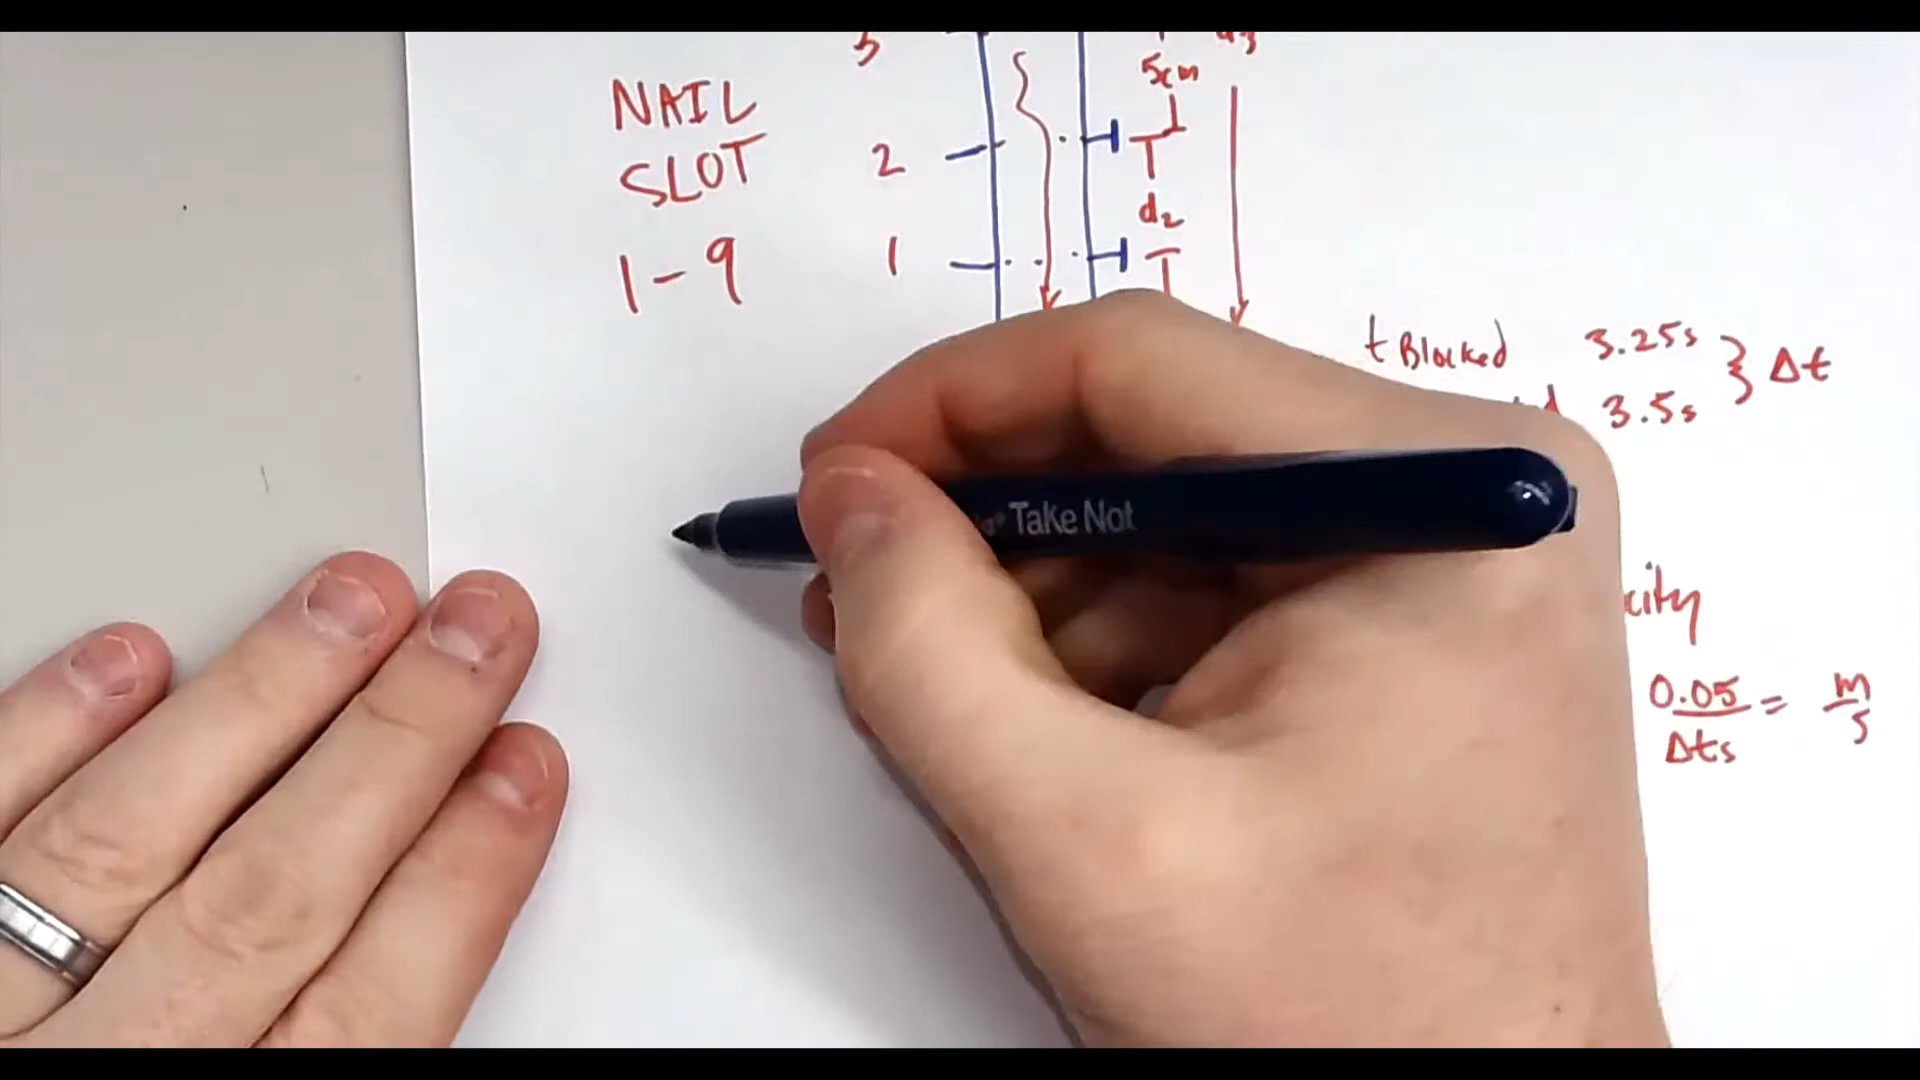 3
5cm
d3
NAIL
SLOT
2
d2
1-9
1
t Blocked 3.25s } Δt
d 3.5s
Take Not
city
0.05 = m
Δts s